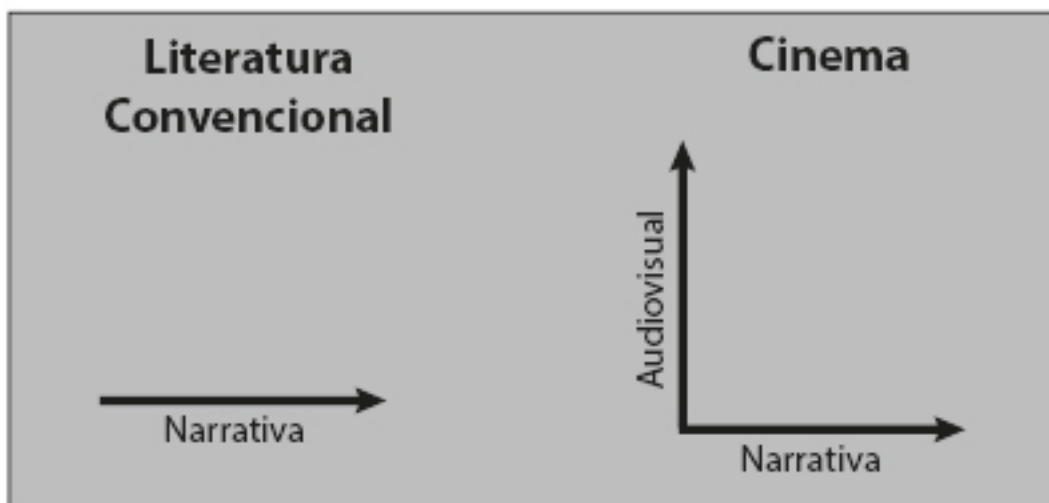 Literatura
Convencional
Narrativa
Cinema
Audiovisual
Narrativa